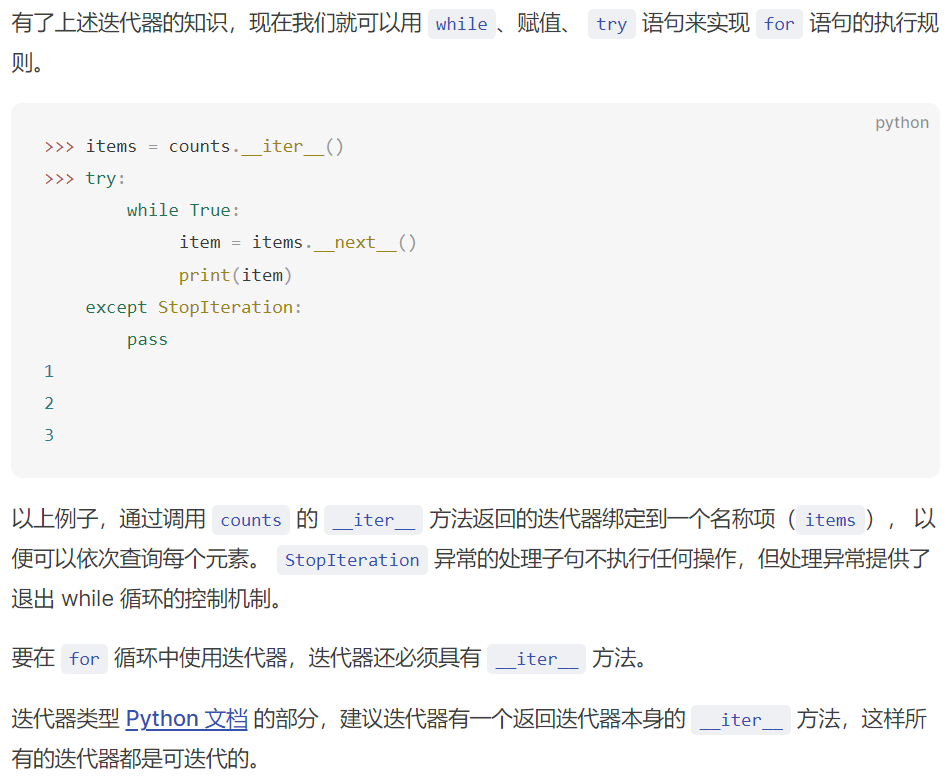 有了上述迭代器的知识，现在我们就可以用 while、赋值、 try 语句来实现 for 语句的执行规
则。
python
>>> items = counts.__iter__()
>>> try:
        while True:
             item = items.__next__()
             print(item)
    except StopIteration:
        pass
1
2
3
以上例子，通过调用 counts 的 __iter__ 方法返回的迭代器绑定到一个名称项（items）， 以
便可以依次查询每个元素。 StopIteration 异常的处理子句不执行任何操作，但处理异常提供了
退出 while 循环的控制机制。
要在 for 循环中使用迭代器，迭代器还必须具有 __iter__ 方法。
迭代器类型 Python 文档 的部分，建议迭代器有一个返回迭代器本身的 __iter__ 方法，这样所
有的迭代器都是可迭代的。